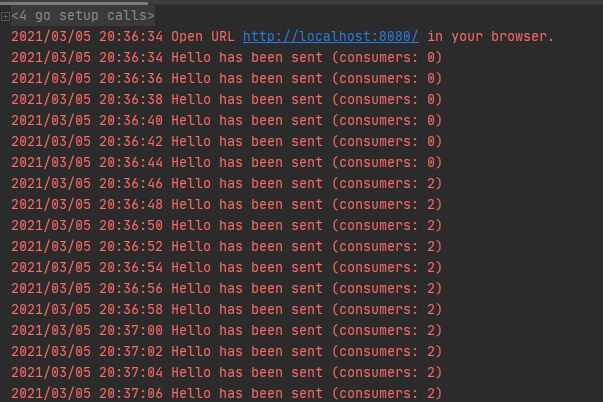 <4 go setup calls>
2021/03/05 20:36:34 Open URL http://localhost:8080/ in your browser.
2021/03/05 20:36:34 Hello has been sent (consumers: 0)
2021/03/05 20:36:36 Hello has been sent (consumers: 0)
2021/03/05 20:36:38 Hello has been sent (consumers: 0)
2021/03/05 20:36:40 Hello has been sent (consumers: 0)
2021/03/05 20:36:42 Hello has been sent (consumers: 0)
2021/03/05 20:36:44 Hello has been sent (consumers: 0)
2021/03/05 20:36:46 Hello has been sent (consumers: 2)
2021/03/05 20:36:48 Hello has been sent (consumers: 2)
2021/03/05 20:36:50 Hello has been sent (consumers: 2)
2021/03/05 20:36:52 Hello has been sent (consumers: 2)
2021/03/05 20:36:54 Hello has been sent (consumers: 2)
2021/03/05 20:36:56 Hello has been sent (consumers: 2)
2021/03/05 20:36:58 Hello has been sent (consumers: 2)
2021/03/05 20:37:00 Hello has been sent (consumers: 2)
2021/03/05 20:37:02 Hello has been sent (consumers: 2)
2021/03/05 20:37:04 Hello has been sent (consumers: 2)
2021/03/05 20:37:06 Hello has been sent (consumers: 2)